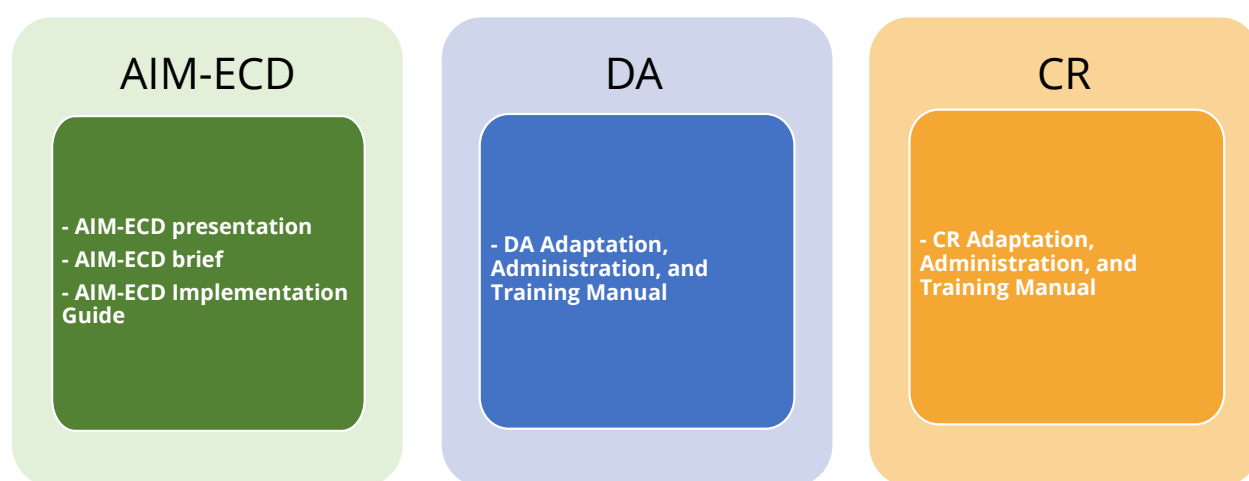 AIM-ECD
- AIM-ECD presentation
- AIM-ECD brief
- AIM-ECD Implementation
Guide
DA
- DA Adaptation,
Administration, and
Training Manual
CR
- CR Adaptation,
Administration, and
Training Manual